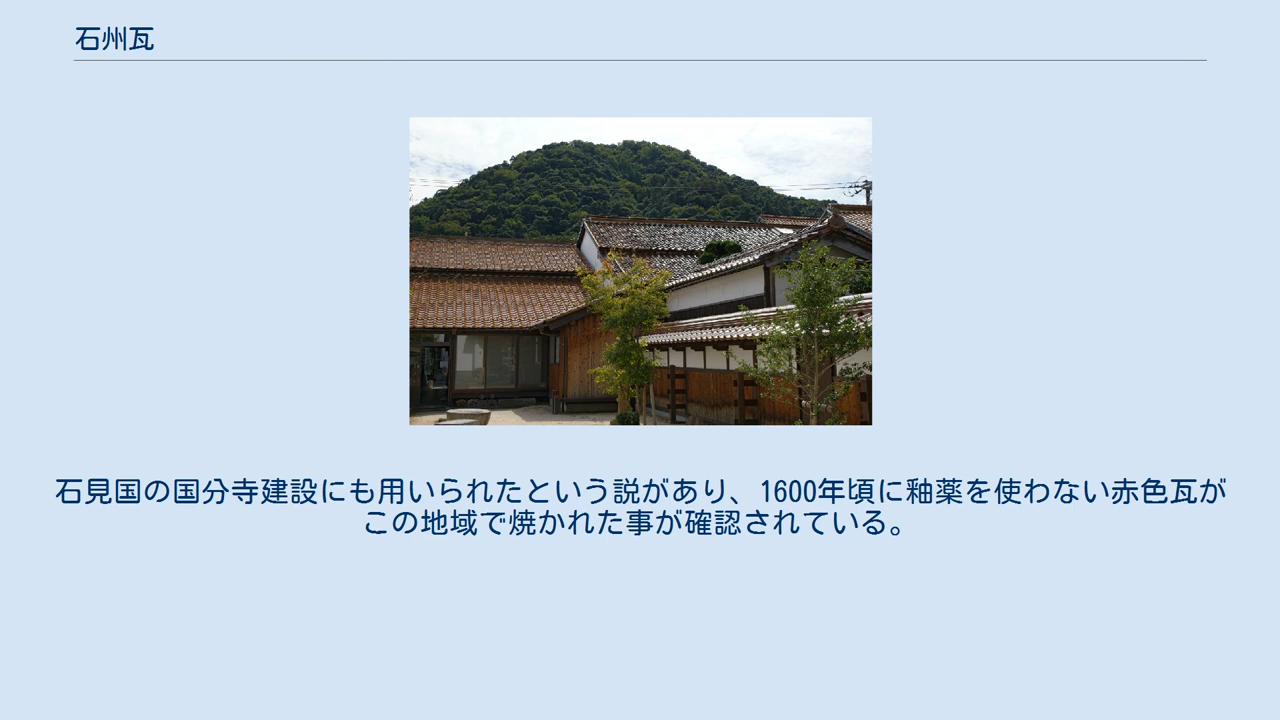 石州瓦
石見国の国分寺建設にも用いられたという説があり、1600年頃に釉薬を使わない赤色瓦が
この地域で焼かれた事が確認されている。